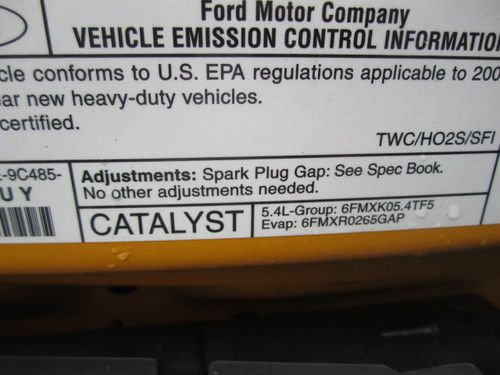 Ford Motor Company
VEHICLE EMISSION CONTROL INFORMATION
cle conforms to U.S. EPA regulations applicable to 200
ar new heavy-duty vehicles.
certified.
TWC/HO2S/SFI
-9C485-
U Y
Adjustments: Spark Plug Gap: See Spec Book.
No other adjustments needed.
CATALYST
5.4L-Group: 6FMXK05.4TF5
Evap: 6FMXR0265GAP